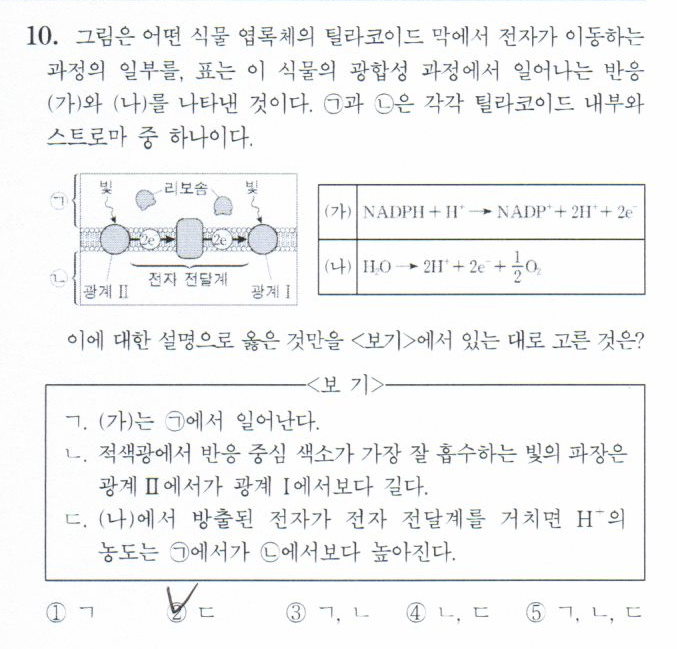 10. 그림은 어떤 식물 엽록체의 틸라코이드 막에서 전자가 이동하는
과정의 일부를, 표는 이 식물의 광합성 과정에서 일어나는 반응
(가)와 (나)를 나타낸 것이다. ㉠과 ㉡은 각각 틸라코이드 내부와
스트로마 중 하나이다.
㉠ 빛 리보솜 빛
2e⁻ 2e⁻
㉡ 전자 전달계
광계 Ⅱ 광계 Ⅰ
(가) NADPH + H⁺ → NADP⁺ + 2H⁺ + 2e⁻
(나) H₂O → 2H⁺ + 2e⁻ + 1/2 O₂
이에 대한 설명으로 옳은 것만을 <보기>에서 있는 대로 고른 것은?
<보 기>
ㄱ. (가)는 ㉠에서 일어난다.
ㄴ. 적색광에서 반응 중심 색소가 가장 잘 흡수하는 빛의 파장은
광계 Ⅱ에서가 광계 Ⅰ에서보다 길다.
ㄷ. (나)에서 방출된 전자가 전자 전달계를 거치면 H⁺의
농도는 ㉠에서가 ㉡에서보다 높아진다.
① ㄱ ② ㄷ ③ ㄱ, ㄴ ④ ㄴ, ㄷ ⑤ ㄱ, ㄴ, ㄷ